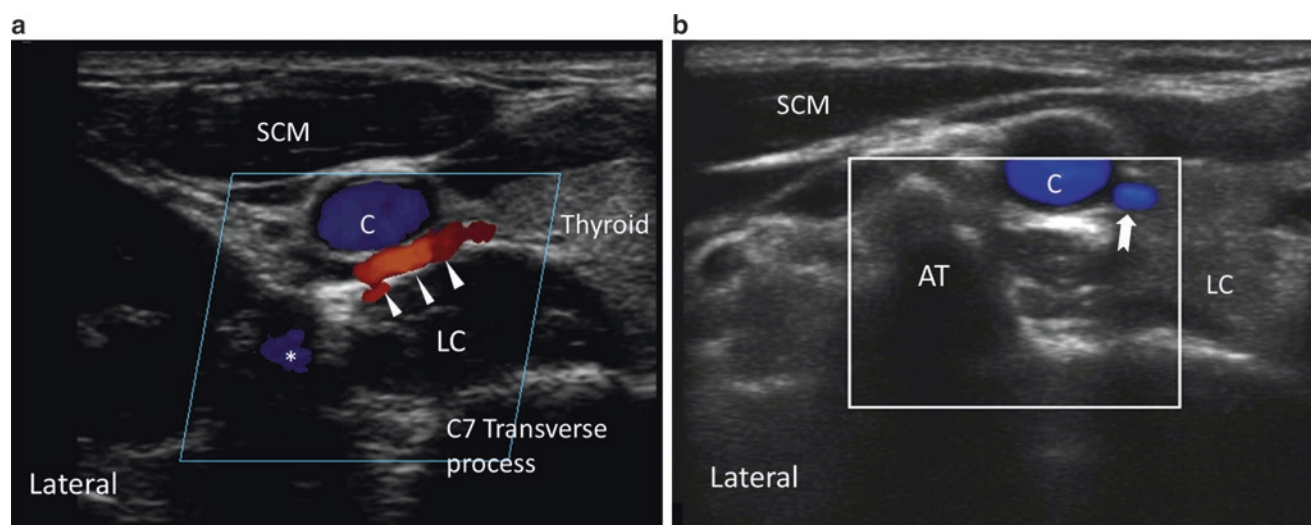 a
b
SCM
C
Thyroid
LC
*
C7 Transverse
process
Lateral
SCM
C
AT
LC
Lateral